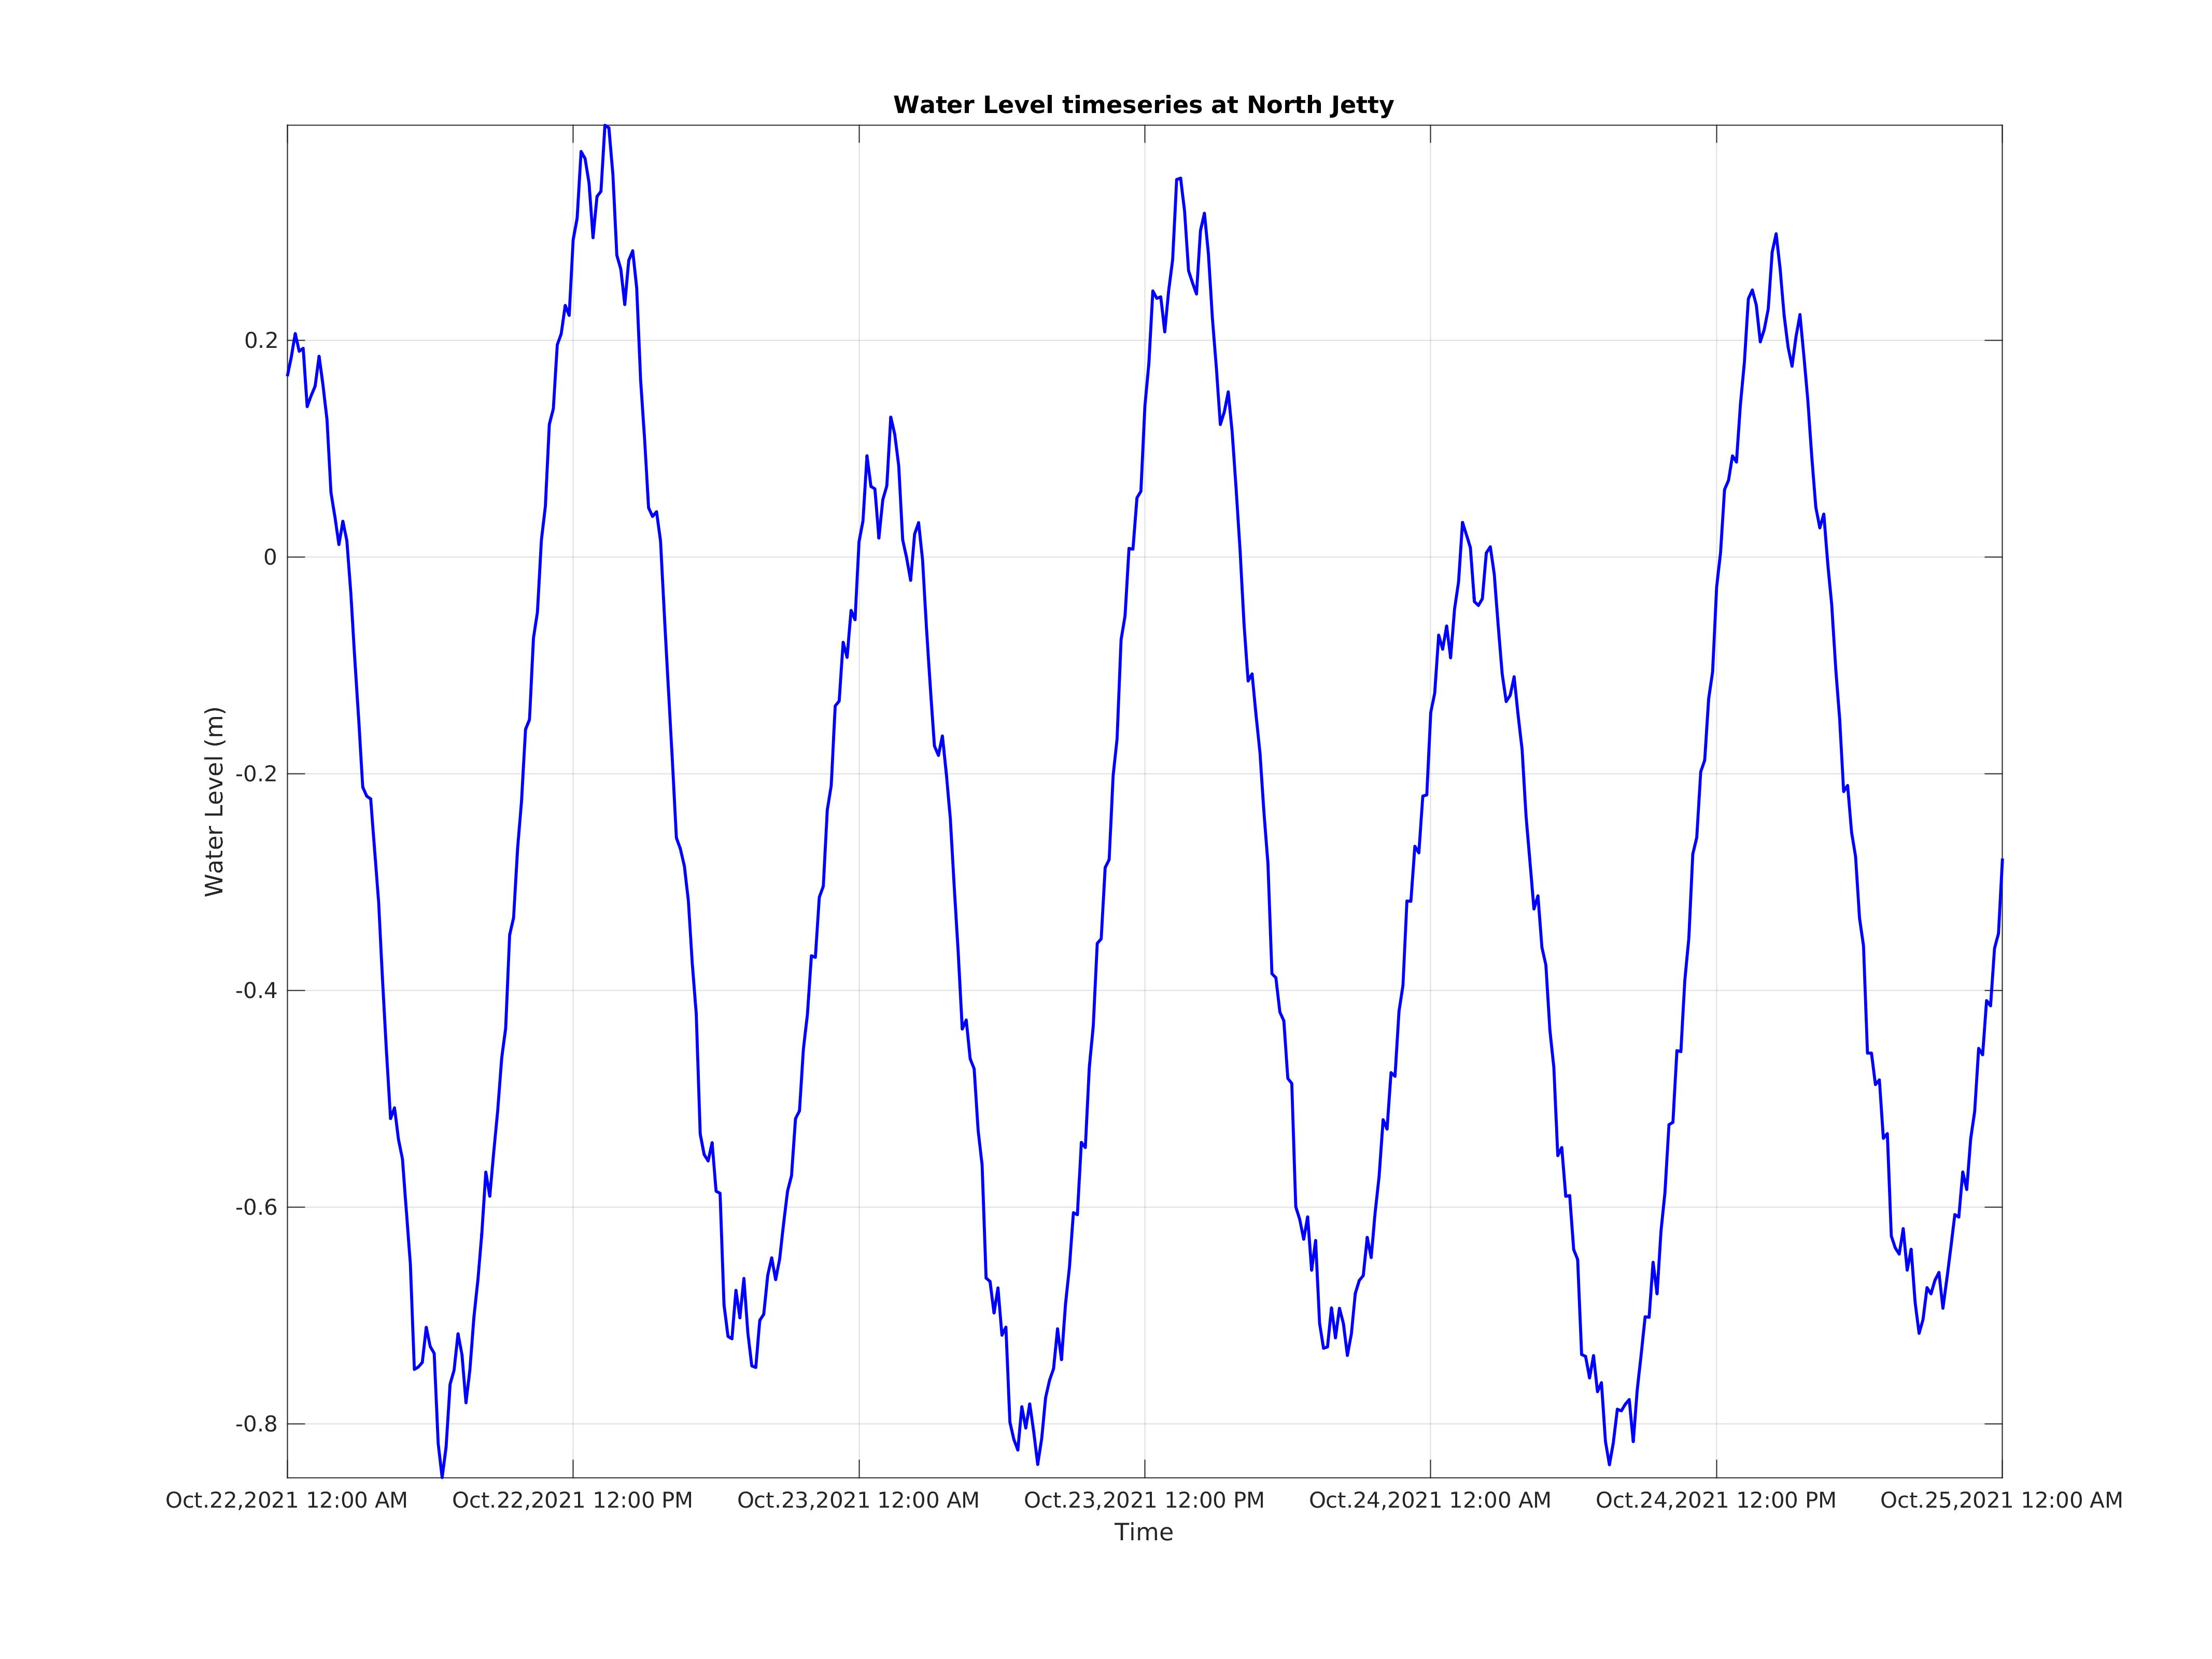 Water Level timeseries at North Jetty
Water Level (m)
0.2
0
-0.2
-0.4
-0.6
-0.8
Oct.22,2021 12:00 AM
Oct.22,2021 12:00 PM
Oct.23,2021 12:00 AM
Oct.23,2021 12:00 PM
Oct.24,2021 12:00 AM
Oct.24,2021 12:00 PM
Oct.25,2021 12:00 AM
Time